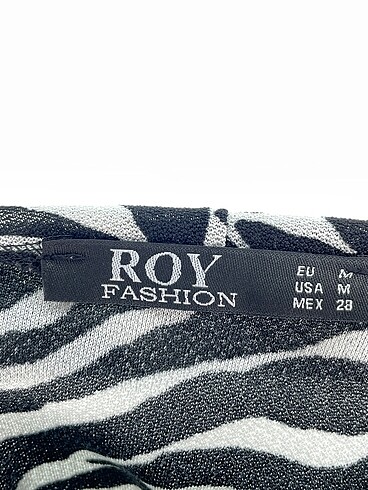 ROY
FASHION
EU M
USA M
MEX 28